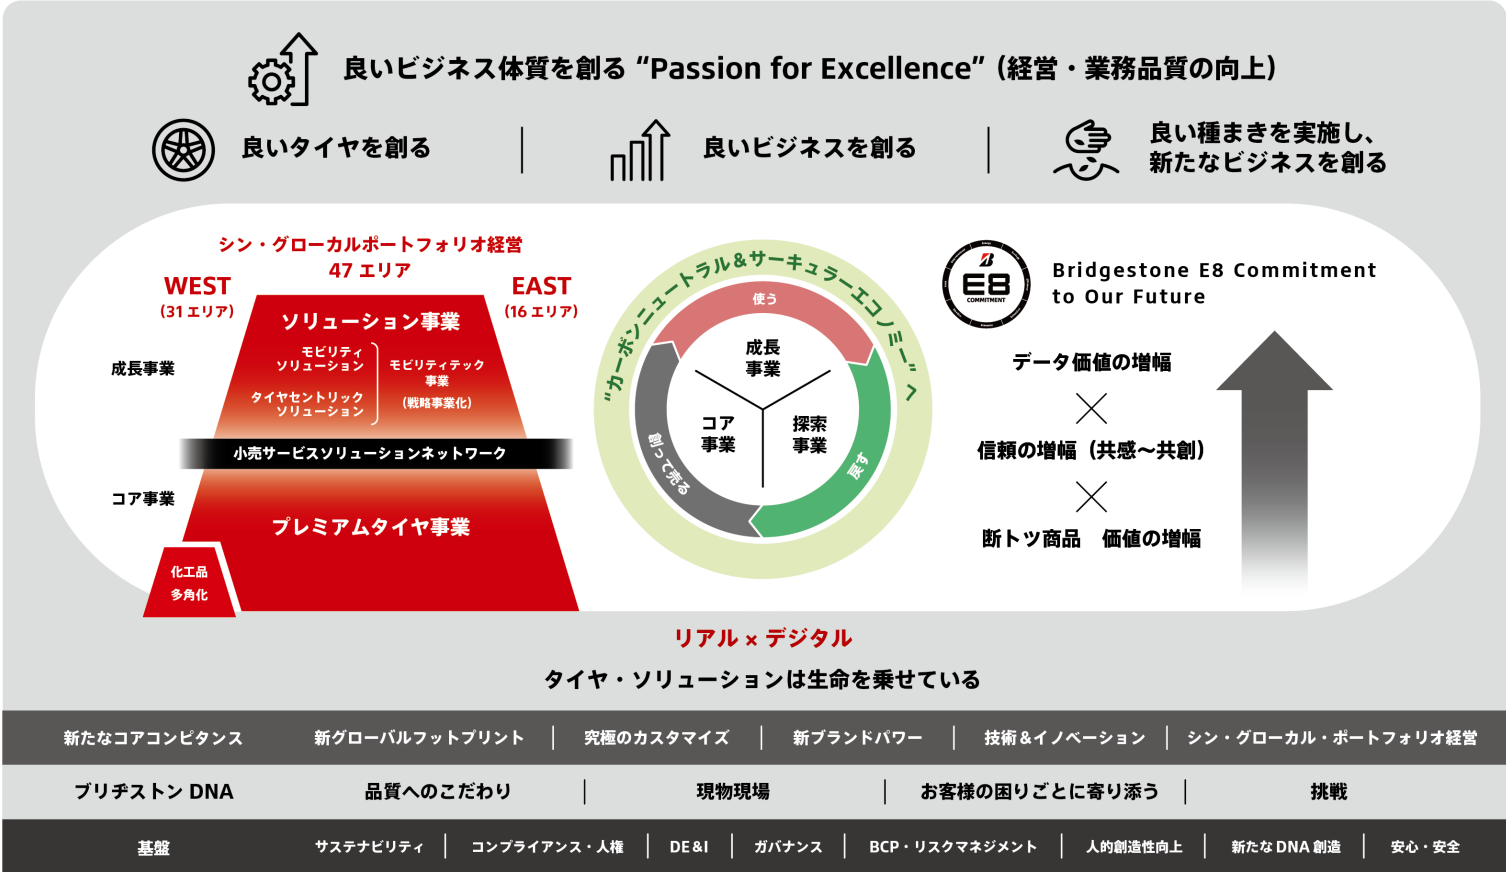 良いビジネス体質を創る “Passion for Excellence”（経営・業務品質の向上）
良いタイヤを創る
良いビジネスを創る
良い種まきを実施し、
新たなビジネスを創る
シン・グローカルポートフォリオ経営
47 エリア
WEST
(31 エリア)
EAST
(16 エリア)
成長事業
ソリューション事業
モビリティ
ソリューション
タイヤセントリック
ソリューション
モビリティテック
事業
(戦略事業化)
小売サービスソリューションネットワーク
コア事業
プレミアムタイヤ事業
化工品
多角化
“カーボンニュートラル＆サーキュラーエコノミー”へ
使う
戻す
創って売る
成長
事業
コア
事業
探索
事業
E8
COMMITMENT
Bridgestone E8 Commitment
to Our Future
データ価値の増幅
×
信頼の増幅（共感～共創）
×
断トツ商品　価値の増幅
リアル × デジタル
タイヤ・ソリューションは生命を乗せている
新たなコアコンピタンス
新グローバルフットプリント
究極のカスタマイズ
新ブランドパワー
技術＆イノベーション
シン・グローカル・ポートフォリオ経営
ブリヂストン DNA
品質へのこだわり
現物現場
お客様の困りごとに寄り添う
挑戦
基盤
サステナビリティ
コンプライアンス・人権
DE＆I
ガバナンス
BCP・リスクマネジメント
人的創造性向上
新たな DNA 創造
安心・安全